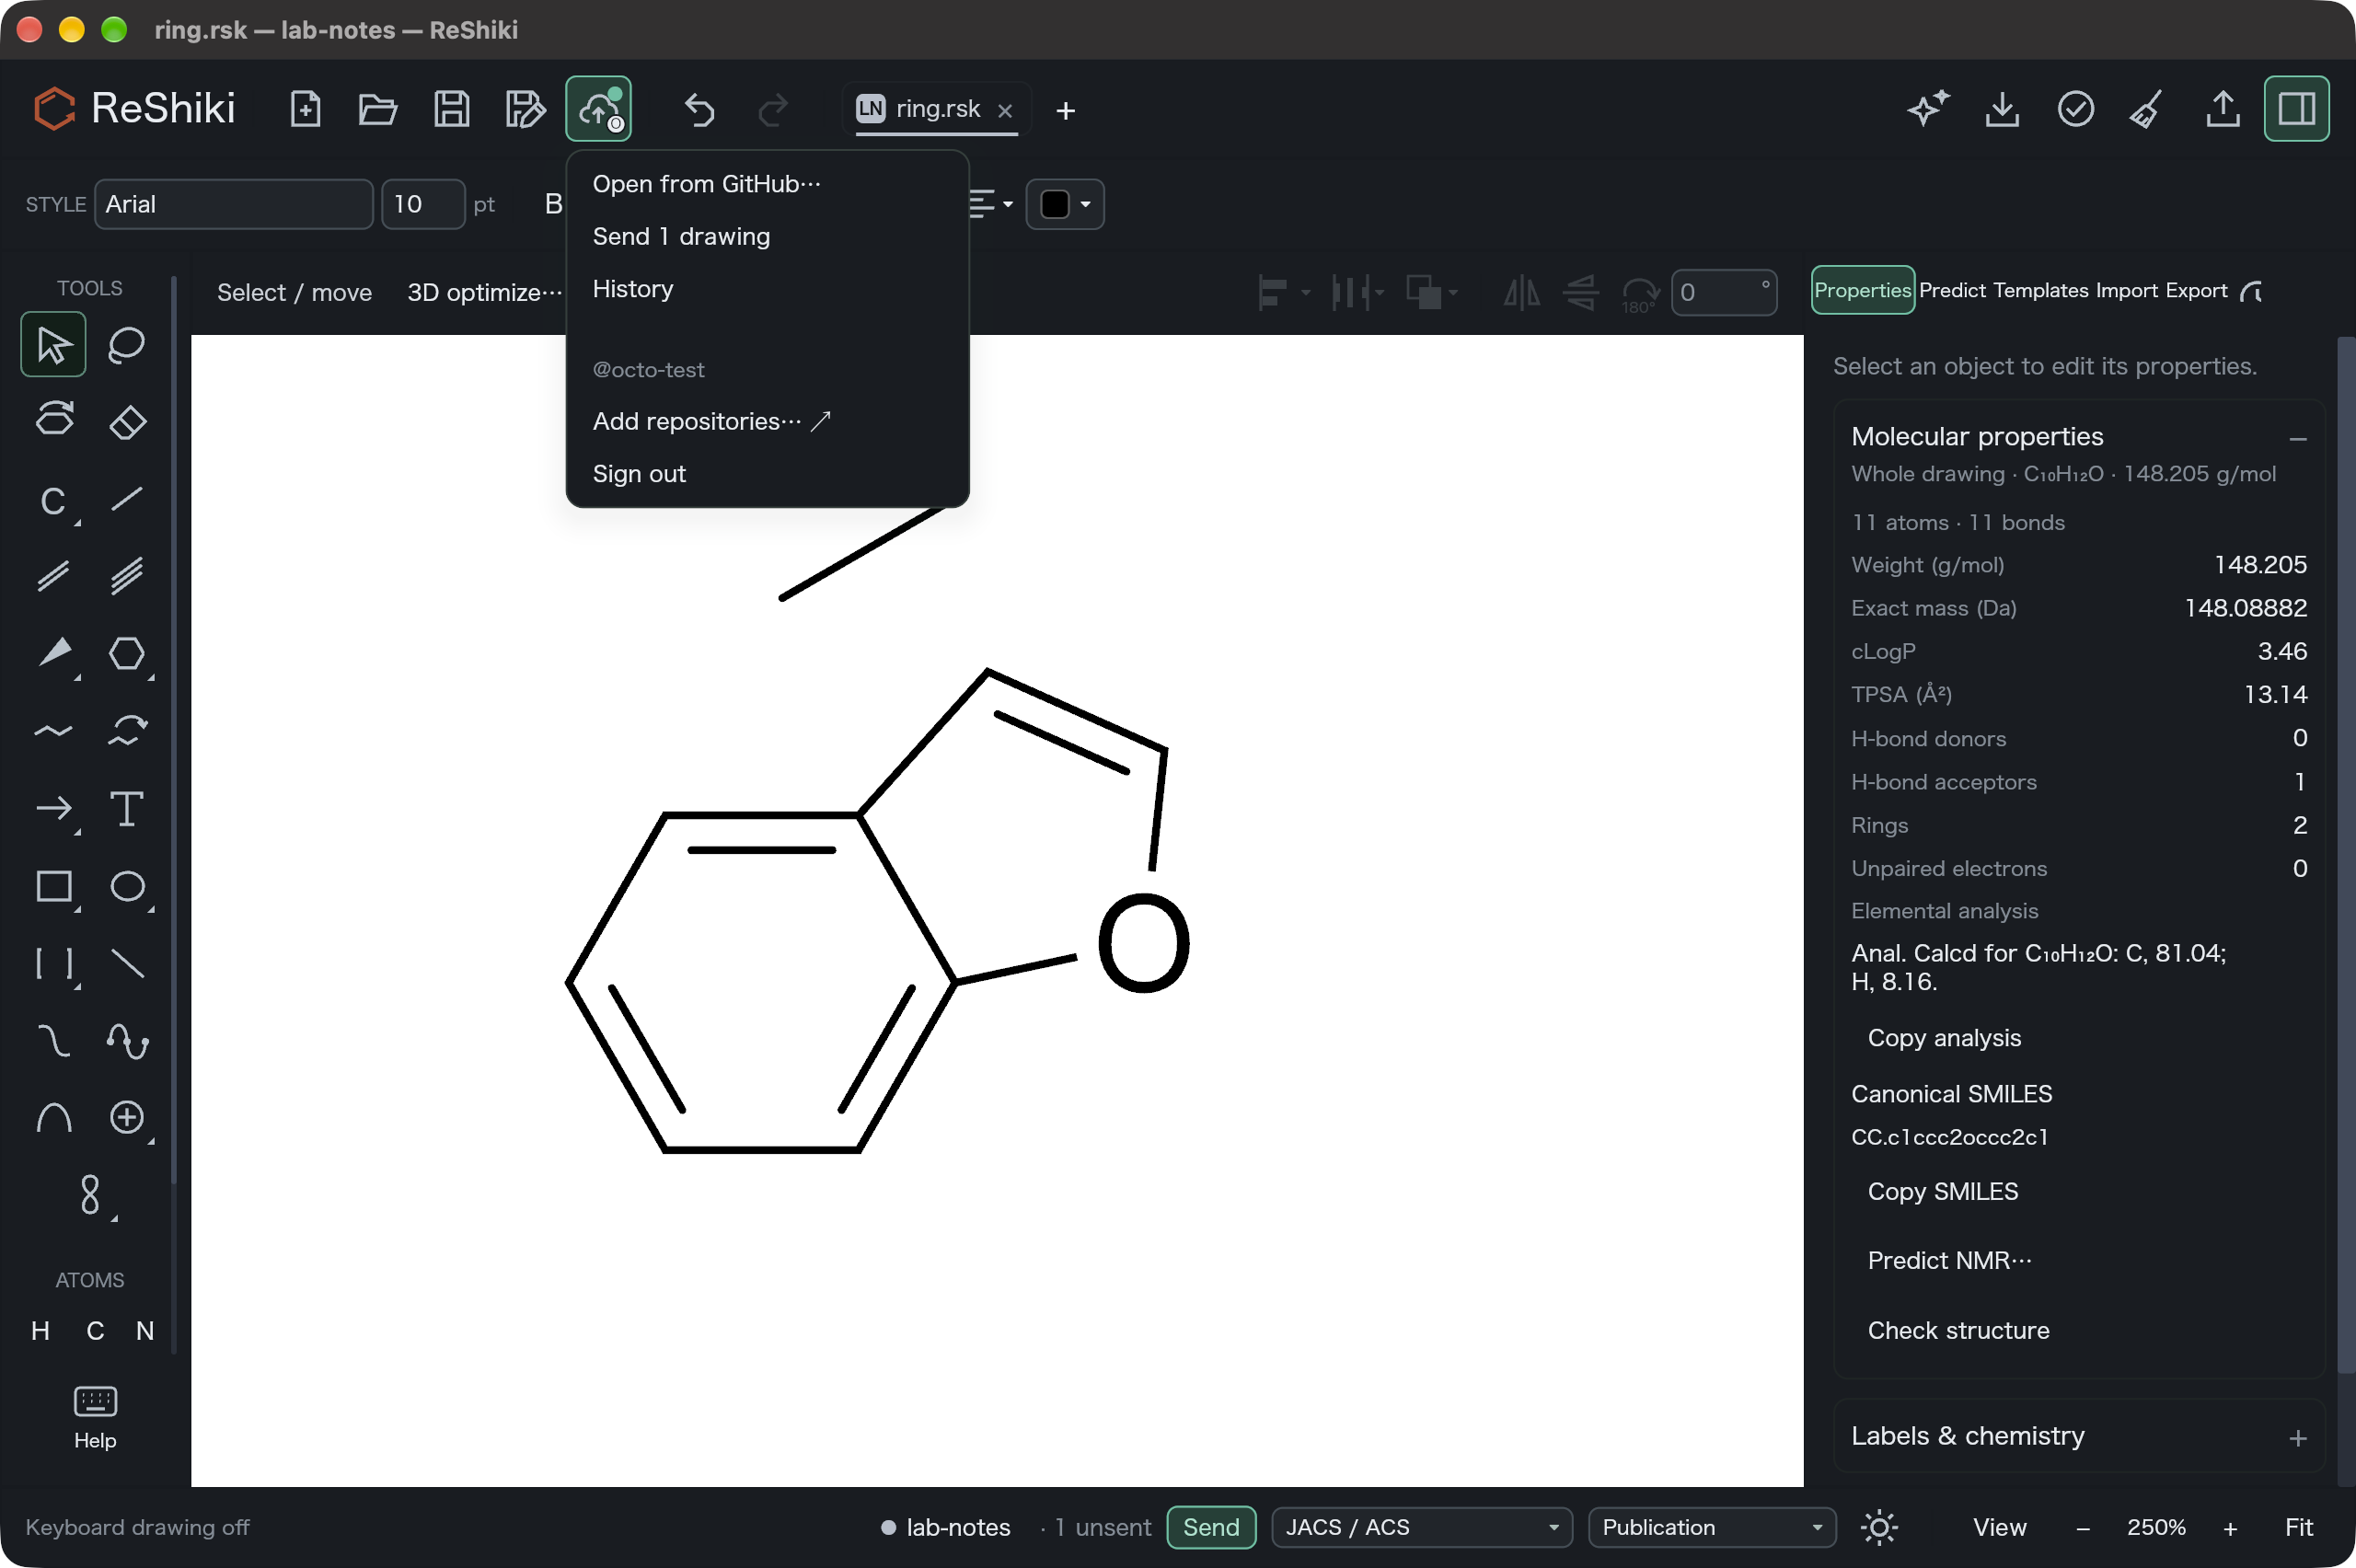 ring.rsk — lab-notes — ReShiki
ReShiki
LN ring.rsk ×
+
STYLE Arial 10 pt B
Open from GitHub…
Send 1 drawing
History
@octo-test
Add repositories… ↗
Sign out
TOOLS
Select / move 3D optimize…
180°
0 °
Properties Predict Templates Import Export
C
T
ATOMS
H C N
Help
O
Select an object to edit its properties.
Molecular properties −
Whole drawing · C₁₀H₁₂O · 148.205 g/mol
11 atoms · 11 bonds
Weight (g/mol) 148.205
Exact mass (Da) 148.08882
cLogP 3.46
TPSA (Å²) 13.14
H-bond donors 0
H-bond acceptors 1
Rings 2
Unpaired electrons 0
Elemental analysis
Anal. Calcd for C₁₀H₁₂O: C, 81.04;
H, 8.16.
Copy analysis
Canonical SMILES
CC.c1ccc2occc2c1
Copy SMILES
Predict NMR…
Check structure
Labels & chemistry +
Keyboard drawing off
lab-notes · 1 unsent Send JACS / ACS Publication View − 250% + Fit